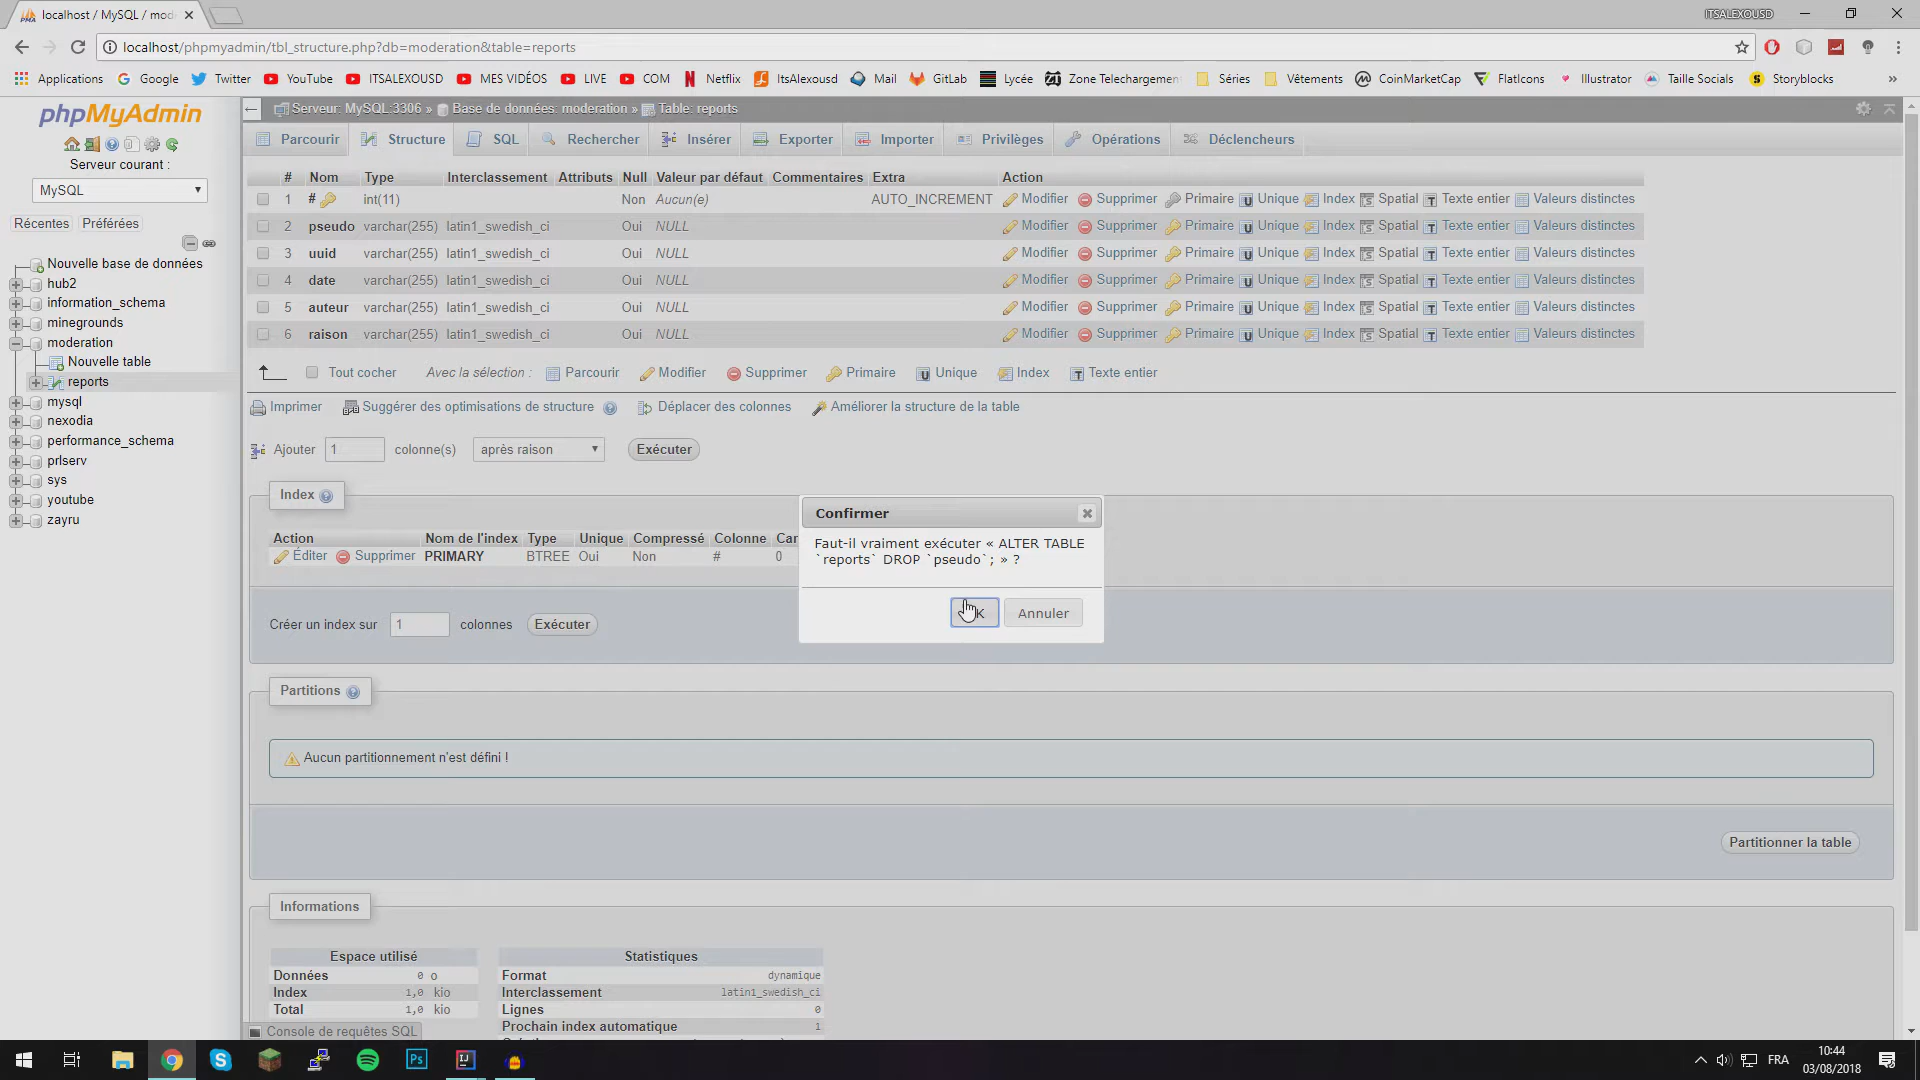 localhost / MySQL / mod
ITSALEXOUSD
localhost/phpmyadmin/tbl_structure.php?db=moderation&table=reports
Applications Google Twitter YouTube ITSALEXOUSD MES VIDÉOS LIVE COM Netflix ItsAlexousd Mail GitLab Lycée Zone Telechargemen Séries Vêtements CoinMarketCap FlatIcons Illustrator Taille Socials Storyblocks »
phpMyAdmin
Serveur courant :
MySQL
Récentes Préférées
Nouvelle base de données
hub2
information_schema
minegrounds
moderation
Nouvelle table
reports
mysql
nexodia
performance_schema
prlserv
sys
youtube
zayru
Serveur: MySQL:3306 » Base de données: moderation » Table: reports
Parcourir Structure SQL Rechercher Insérer Exporter Importer Privilèges Opérations Déclencheurs
# Nom Type Interclassement Attributs Null Valeur par défaut Commentaires Extra Action
1 # int(11) Non Aucun(e) AUTO_INCREMENT Modifier Supprimer Primaire Unique Index Spatial Texte entier Valeurs distinctes
2 pseudo varchar(255) latin1_swedish_ci Oui NULL Modifier Supprimer Primaire Unique Index Spatial Texte entier Valeurs distinctes
3 uuid varchar(255) latin1_swedish_ci Oui NULL Modifier Supprimer Primaire Unique Index Spatial Texte entier Valeurs distinctes
4 date varchar(255) latin1_swedish_ci Oui NULL Modifier Supprimer Primaire Unique Index Spatial Texte entier Valeurs distinctes
5 auteur varchar(255) latin1_swedish_ci Oui NULL Modifier Supprimer Primaire Unique Index Spatial Texte entier Valeurs distinctes
6 raison varchar(255) latin1_swedish_ci Oui NULL Modifier Supprimer Primaire Unique Index Spatial Texte entier Valeurs distinctes
Tout cocher Avec la sélection : Parcourir Modifier Supprimer Primaire Unique Index Texte entier
Imprimer Suggérer des optimisations de structure Déplacer des colonnes Améliorer la structure de la table
Ajouter 1 colonne(s) après raison Exécuter
Index
Action Nom de l'index Type Unique Compressé Colonne Car
Éditer Supprimer PRIMARY BTREE Oui Non # 0
Créer un index sur 1 colonnes Exécuter
Confirmer
Faut-il vraiment exécuter « ALTER TABLE
`reports` DROP `pseudo`; » ?
Annuler
Partitions
Aucun partitionnement n'est défini !
Partitionner la table
Informations
Espace utilisé
Données 0 o
Index 1,0 kio
Total 1,0 kio
Statistiques
Format dynamique
Interclassement latin1_swedish_ci
Lignes 0
Prochain index automatique 1
Console de requêtes SQL
FRA
10:44
03/08/2018